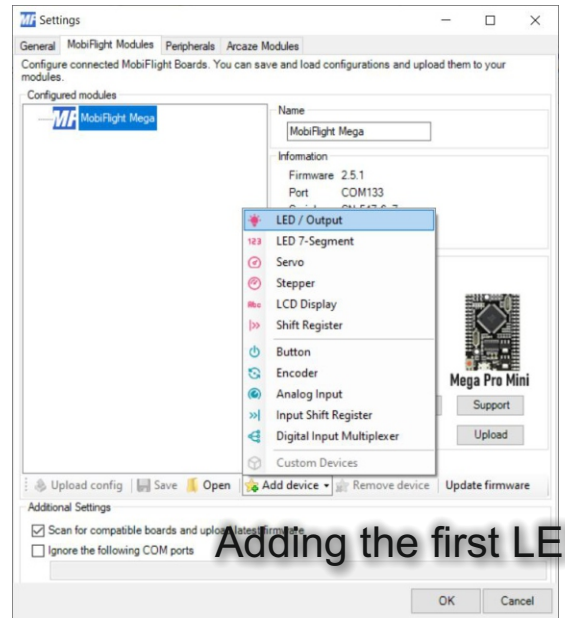 MF Settings
General MobiFlight Modules Peripherals Arcaze Modules
Configure connected MobiFlight Boards. You can save and load configurations and upload them to your
modules.
Configured modules
MF MobiFlight Mega
Name
MobiFlight Mega
Information
Firmware 2.5.1
Port COM133
LED / Output
123 LED 7-Segment
Servo
Stepper
LCD Display
Shift Register
Button
Encoder
Analog Input
Input Shift Register
Digital Input Multiplexer
Custom Devices
Mega Pro Mini
Support
Upload
Upload config Save Open Add device Remove device Update firmware
Additional Settings
Scan for compatible boards and upload latest firmware
Ignore the following COM ports
Adding the first LE
OK Cancel